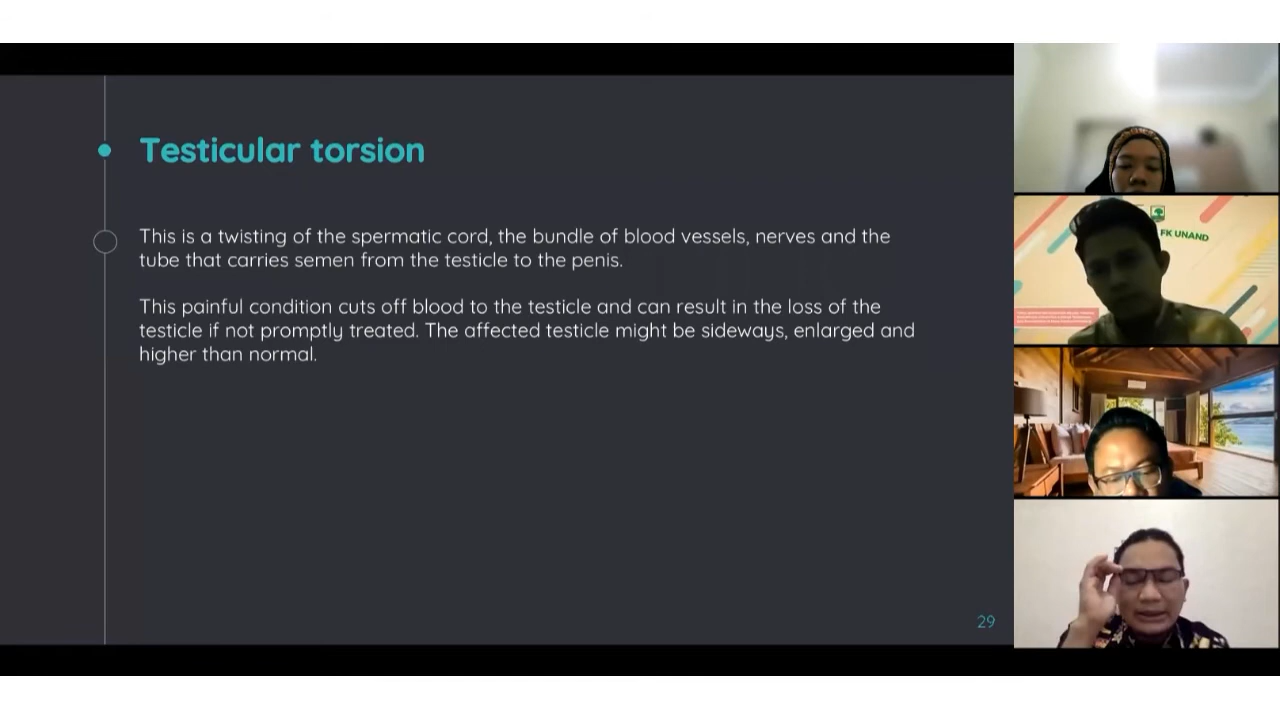 Testicular torsion
This is a twisting of the spermatic cord, the bundle of blood vessels, nerves and the
tube that carries semen from the testicle to the penis.
This painful condition cuts off blood to the testicle and can result in the loss of the
testicle if not promptly treated. The affected testicle might be sideways, enlarged and
higher than normal.
29
FK UNAND